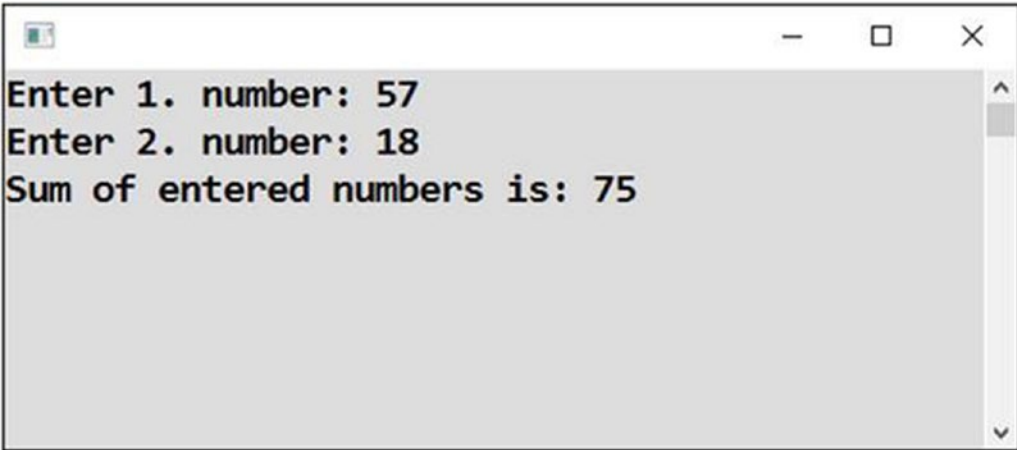 Enter 1. number: 57
Enter 2. number: 18
Sum of entered numbers is: 75